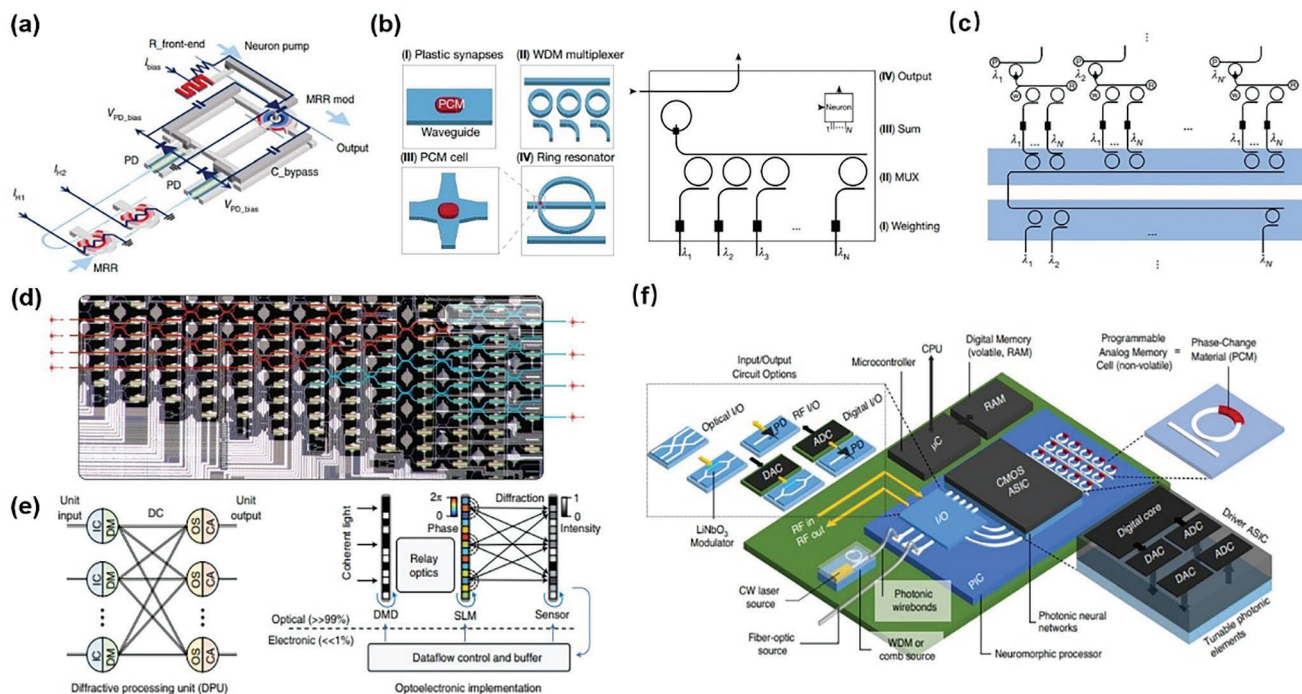 (a)
R_front-end
Neuron pump
I_bias
MRR mod
V_PD_bias
Output
PD
C_bypass
I_H2
PD
I_H1
V_PD_bias
MRR
(b)
(I) Plastic synapses
(II) WDM multiplexer
PCM
Waveguide
(III) PCM cell
(IV) Ring resonator
(IV) Output
Neuron
1 ... N
(III) Sum
(II) MUX
...
(I) Weighting
λ1 λ2 λ3 λN
(c)
...
P P P
λ1 λ2 λN'
W R W R W R
λ1 λN λ1 λN ... λ1 λN
... ... ...
...
λ1 λ2 λN'
...
(d)
(e)
Unit input
DC
Unit output
IC DM OS CA
IC DM OS CA
IC DM OS CA
Diffractive processing unit (DPU)
2π
0
Phase
Diffraction
1
0
Intensity
Coherent light
Relay optics
DMD
SLM
Sensor
Optical (>>99%)
Electronic (<<1%)
Dataflow control and buffer
Optoelectronic implementation
(f)
Input/Output
Circuit Options
Microcontroller
CPU
Digital Memory
(volatile, RAM)
Programmable
Analog Memory
Cell (non-volatile)
=
Phase-Change
Material (PCM)
Optical I/O
RF I/O
Digital I/O
PD
ADC
PD
DAC
LiNbO3
Modulator
RAM
μC
CMOS
ASIC
RF in
RF out
I/O
PIC
Digital core
Driver ASIC
ADC
DAC
ADC
DAC
Tunable photonic
elements
CW laser
source
Photonic
wirebonds
Fiber-optic
source
WDM or
comb source
Photonic neural
networks
Neuromorphic processor